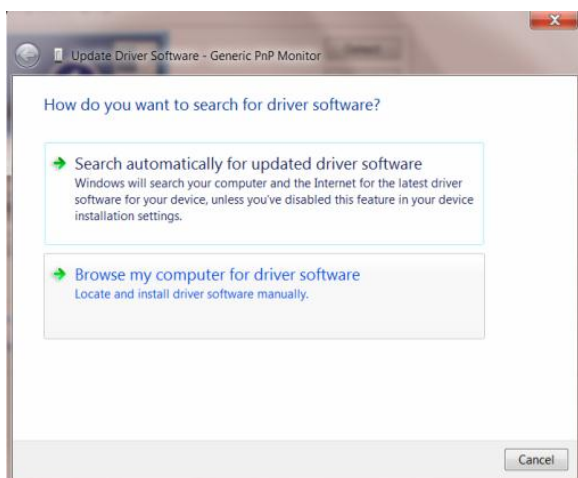 Update Driver Software - Generic PnP Monitor
How do you want to search for driver software?
Search automatically for updated driver software
Windows will search your computer and the Internet for the latest driver
software for your device, unless you've disabled this feature in your device
installation settings.
Browse my computer for driver software
Locate and install driver software manually.
Cancel